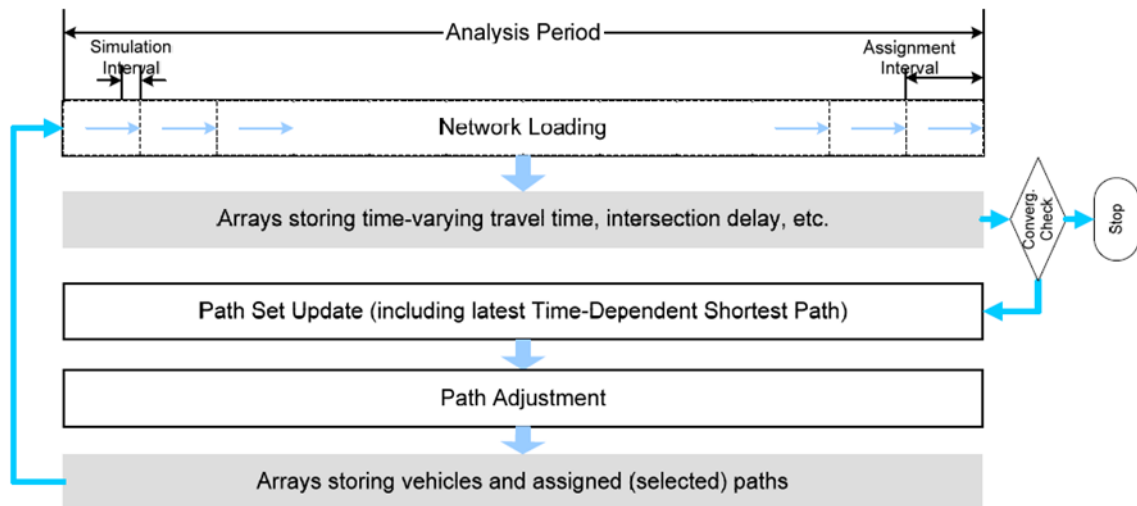 Analysis Period
Simulation
Interval
Assignment
Interval
Network Loading
Arrays storing time-varying travel time, intersection delay, etc.
Converg.
Check
Stop
Path Set Update (including latest Time-Dependent Shortest Path)
Path Adjustment
Arrays storing vehicles and assigned (selected) paths